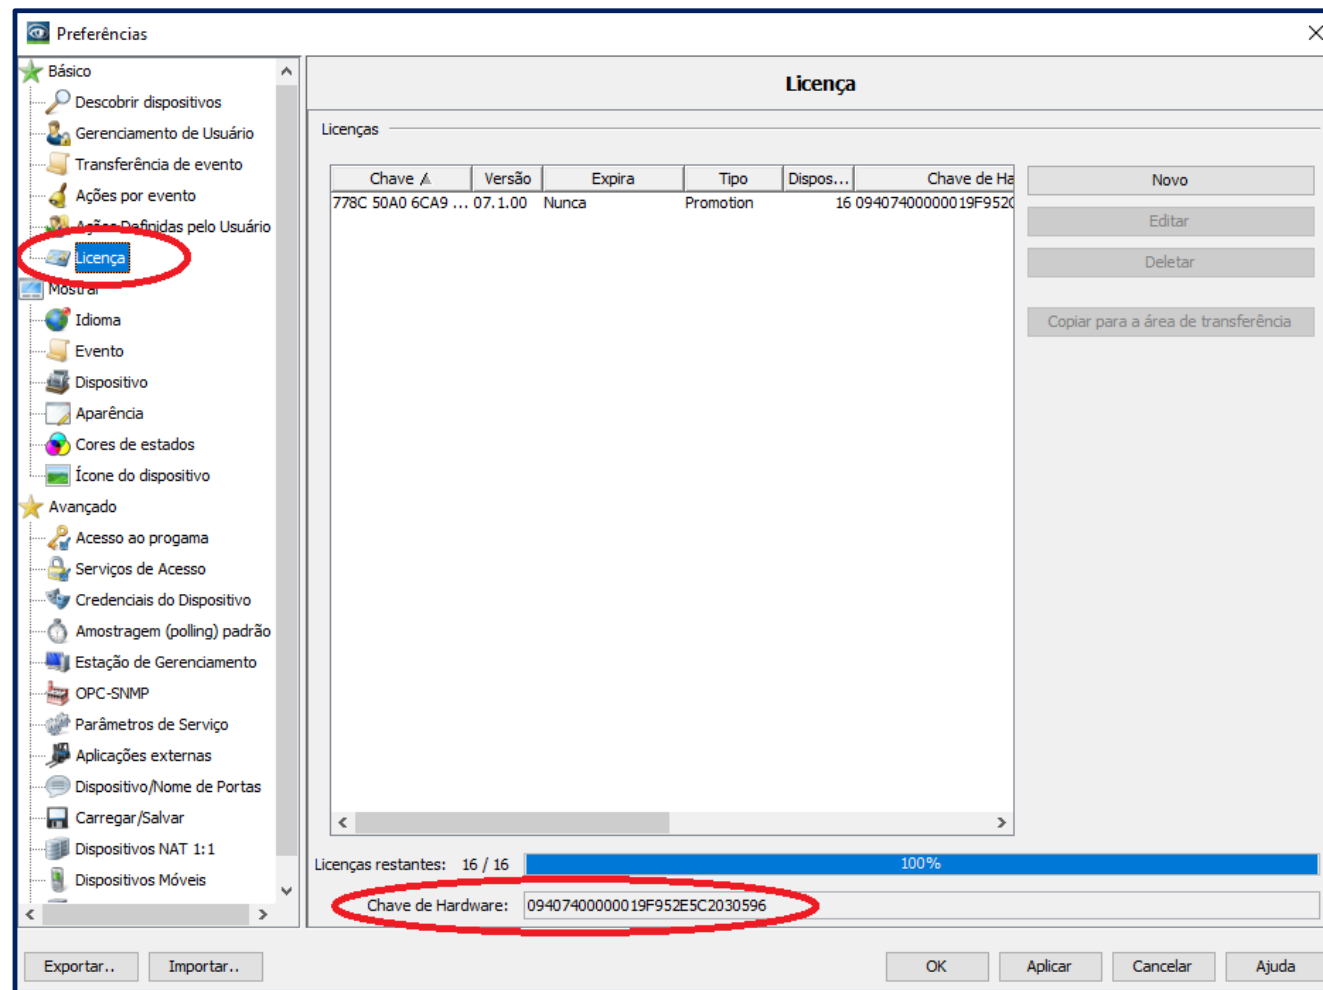 Preferências
Básico
Descobrir dispositivos
Gerenciamento de Usuário
Transferência de evento
Ações por evento
Ações Definidas pelo Usuário
Licença
Mostrar
Idioma
Evento
Dispositivo
Aparência
Cores de estados
Ícone do dispositivo
Avançado
Acesso ao progama
Serviços de Acesso
Credenciais do Dispositivo
Amostragem (polling) padrão
Estação de Gerenciamento
OPC-SNMP
Parâmetros de Serviço
Aplicações externas
Dispositivo/Nome de Portas
Carregar/Salvar
Dispositivos NAT 1:1
Dispositivos Móveis
Licença
Licenças
Chave Versão Expira Tipo Dispos... Chave de Ha
778C 50A0 6CA9 ... 07.1.00 Nunca Promotion 16 09407400000019F952
Novo
Editar
Deletar
Copiar para a área de transferência
Licenças restantes: 16 / 16 100%
Chave de Hardware: 09407400000019F952E5C2030596
Exportar.. Importar.. OK Aplicar Cancelar Ajuda